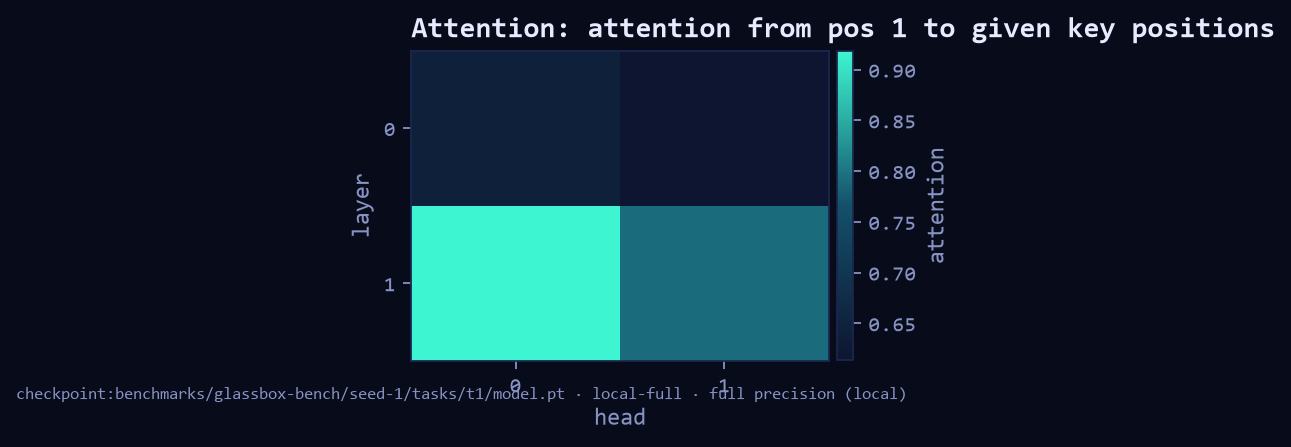 Attention: attention from pos 1 to given key positions
0.90
0
0.85
layer
0.80
attention
0.75
0.70
1
0.65
0 1
checkpoint:benchmarks/glassbox-bench/seed-1/tasks/t1/model.pt · local-full · full precision (local)
head